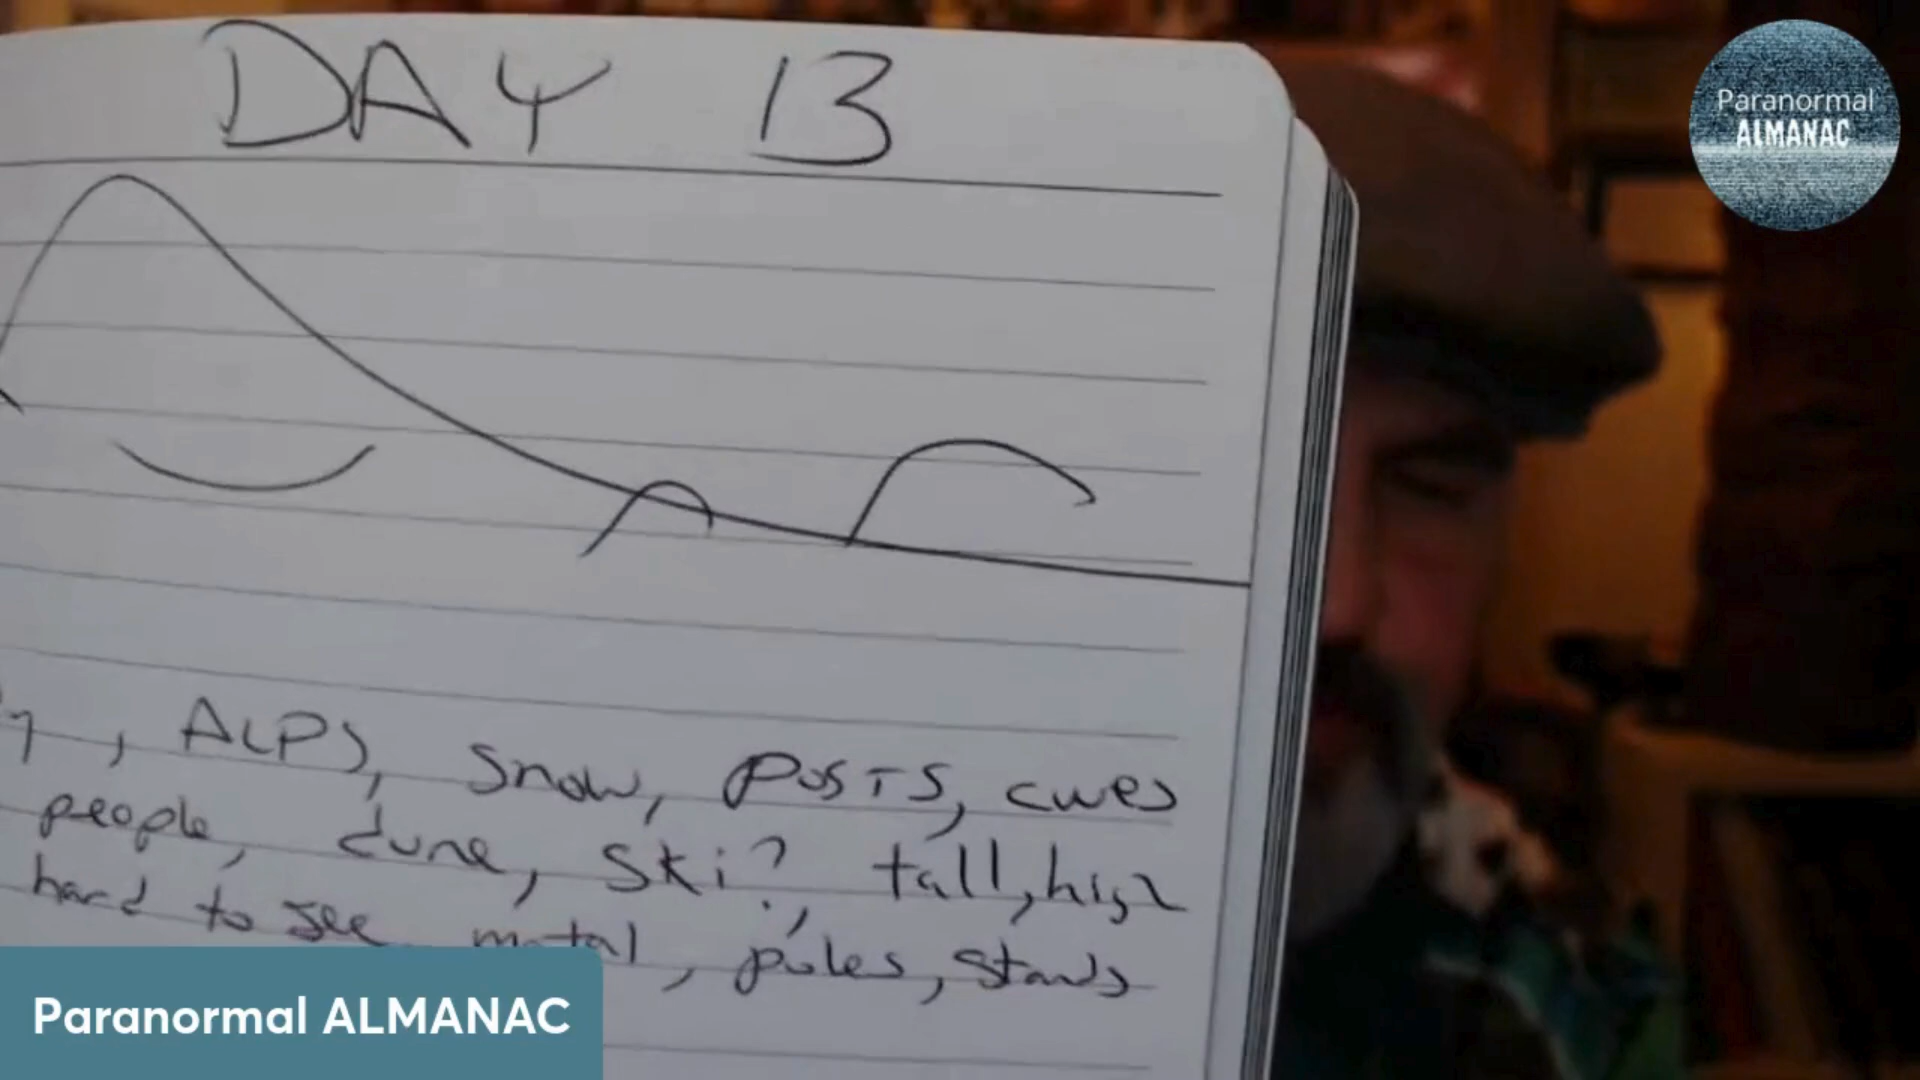 DAY 13
Paranormal
ALMANAC
, ALPS, snow, posts, cues
people, dune, ski?, tall, high
hard to see metal, poles, stands
Paranormal ALMANAC